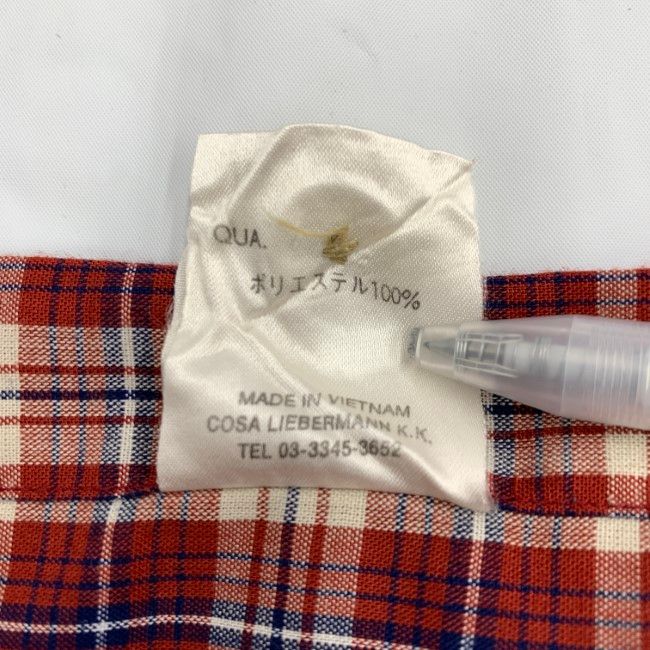 QUA.
ポリエステル100%
MADE IN VIETNAM
COSA LIEBERMANN K.K.
TEL 03-3345-3652